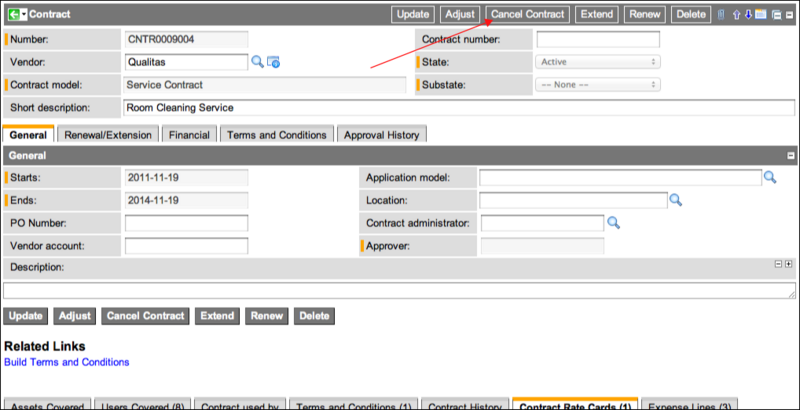 Contract Update Adjust Cancel Contract Extend Renew Delete
Number: CNTR0009004 Contract number:
Vendor: Qualitas State: Active
Contract model: Service Contract Substate: -- None --
Short description: Room Cleaning Service
General Renewal/Extension Financial Terms and Conditions Approval History
General
Starts: 2011-11-19 Application model:
Ends: 2014-11-19 Location:
PO Number: Contract administrator:
Vendor account: Approver:
Description:
Update Adjust Cancel Contract Extend Renew Delete
Related Links
Build Terms and Conditions
Assets Covered Users Covered (8) Contract used by Terms and Conditions (1) Contract History Contract Rate Cards (1) Expense Lines (3)